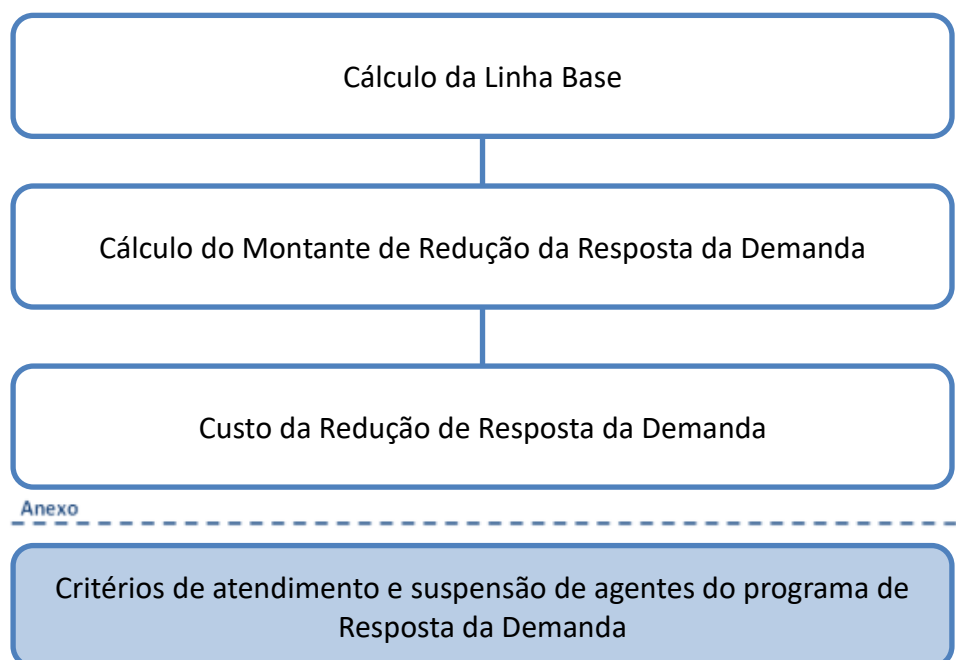 Cálculo da Linha Base
Cálculo do Montante de Redução da Resposta da Demanda
Custo da Redução de Resposta da Demanda
Anexo
Critérios de atendimento e suspensão de agentes do programa de
Resposta da Demanda